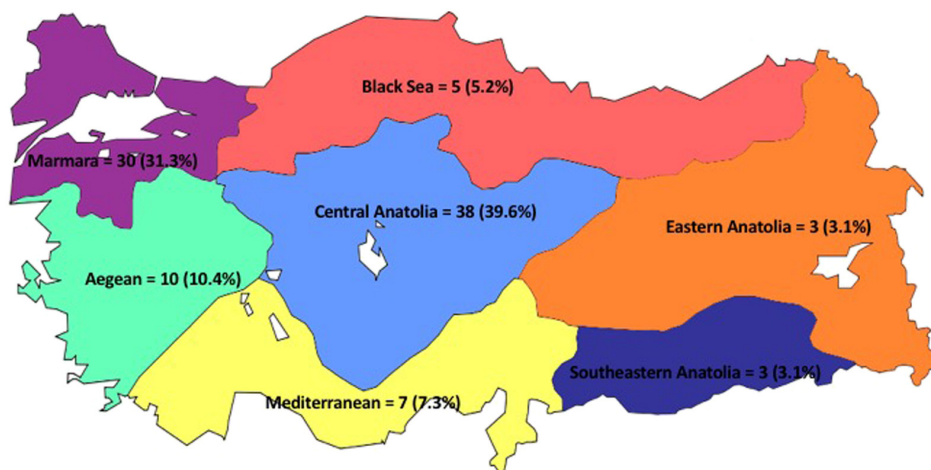 Black Sea = 5 (5.2%)
Marmara = 30 (31.3%)
Central Anatolia = 38 (39.6%)
Eastern Anatolia = 3 (3.1%)
Aegean = 10 (10.4%)
Southeastern Anatolia = 3 (3.1%)
Mediterranean = 7 (7.3%)